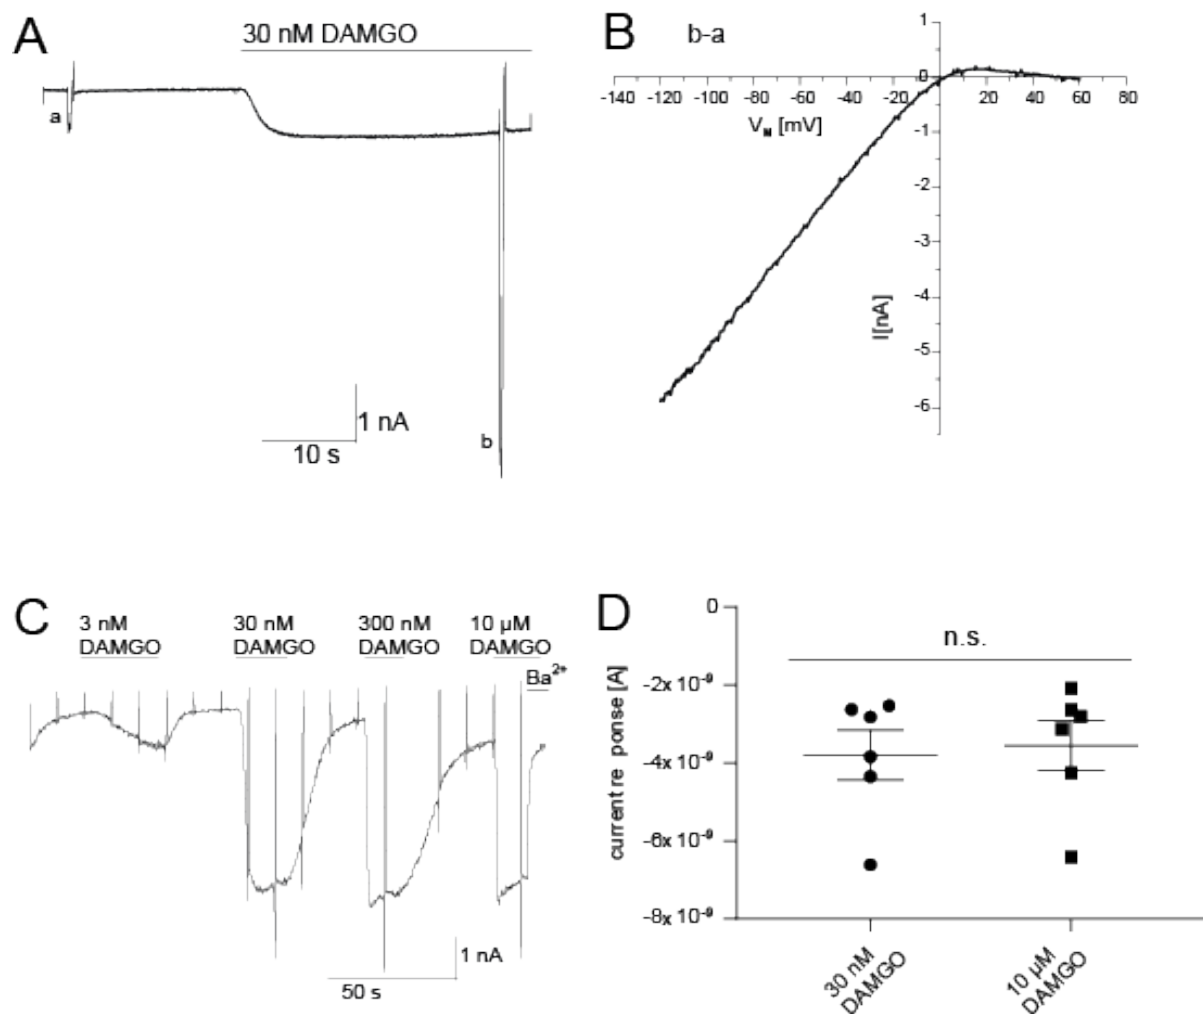 A
30 nM DAMGO
a
b
1 nA
10 s
B
b-a
1
0
-1
-2
-3
-4
-5
-6
-140 -120 -100 -80 -60 -40 -20 20 40 60 80
V_M [mV]
I[nA]
C
3 nM
DAMGO
30 nM
DAMGO
300 nM
DAMGO
10 µM
DAMGO
Ba²⁺
1 nA
50 s
D
n.s.
0
-2x 10⁻⁹
-4x 10⁻⁹
-6x 10⁻⁹
-8x 10⁻⁹
current re ponse [A]
30 nM
DAMGO
10 µM
DAMGO